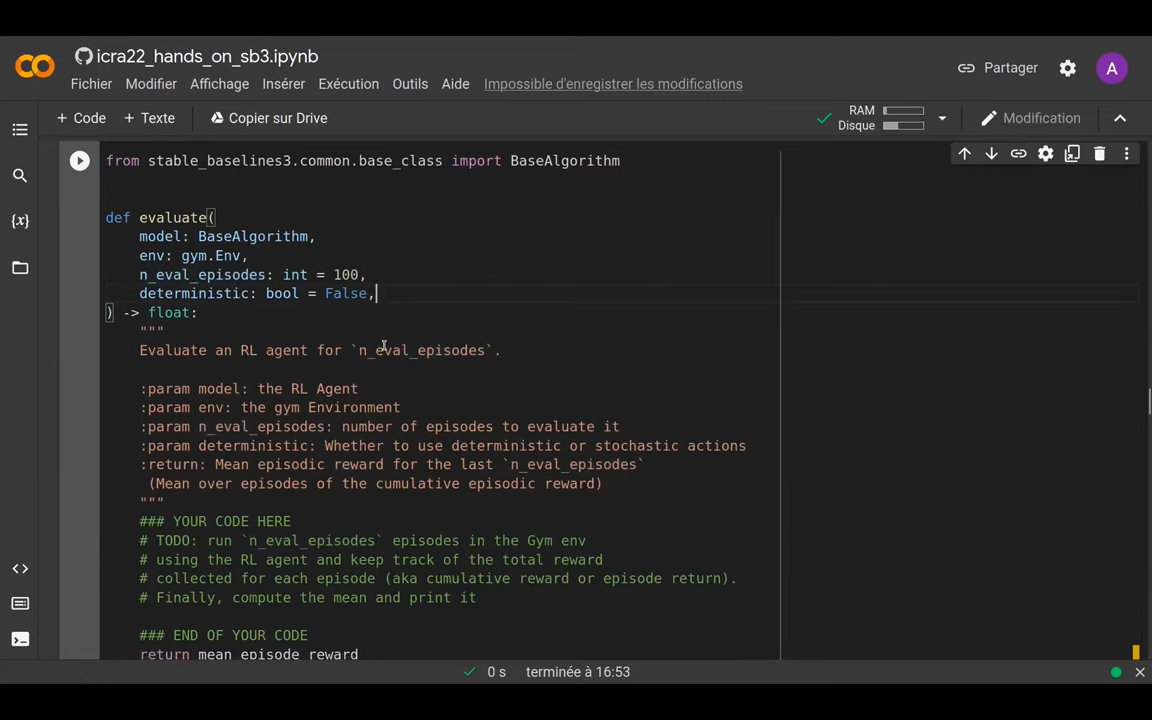 icra22_hands_on_sb3.ipynb
Fichier Modifier Affichage Insérer Exécution Outils Aide Impossible d'enregistrer les modifications
Partager
A
+ Code + Texte Copier sur Drive
RAM
Disque
Modification
{x}
from stable_baselines3.common.base_class import BaseAlgorithm
def evaluate(
model: BaseAlgorithm,
env: gym.Env,
n_eval_episodes: int = 100,
deterministic: bool = False,
) -> float:
"""
Evaluate an RL agent for `n_eval_episodes`.
:param model: the RL Agent
:param env: the gym Environment
:param n_eval_episodes: number of episodes to evaluate it
:param deterministic: Whether to use deterministic or stochastic actions
:return: Mean episodic reward for the last `n_eval_episodes`
(Mean over episodes of the cumulative episodic reward)
"""
### YOUR CODE HERE
# TODO: run `n_eval_episodes` episodes in the Gym env
# using the RL agent and keep track of the total reward
# collected for each episode (aka cumulative reward or episode return).
# Finally, compute the mean and print it
### END OF YOUR CODE
return mean_episode_reward
0 s terminée à 16:53